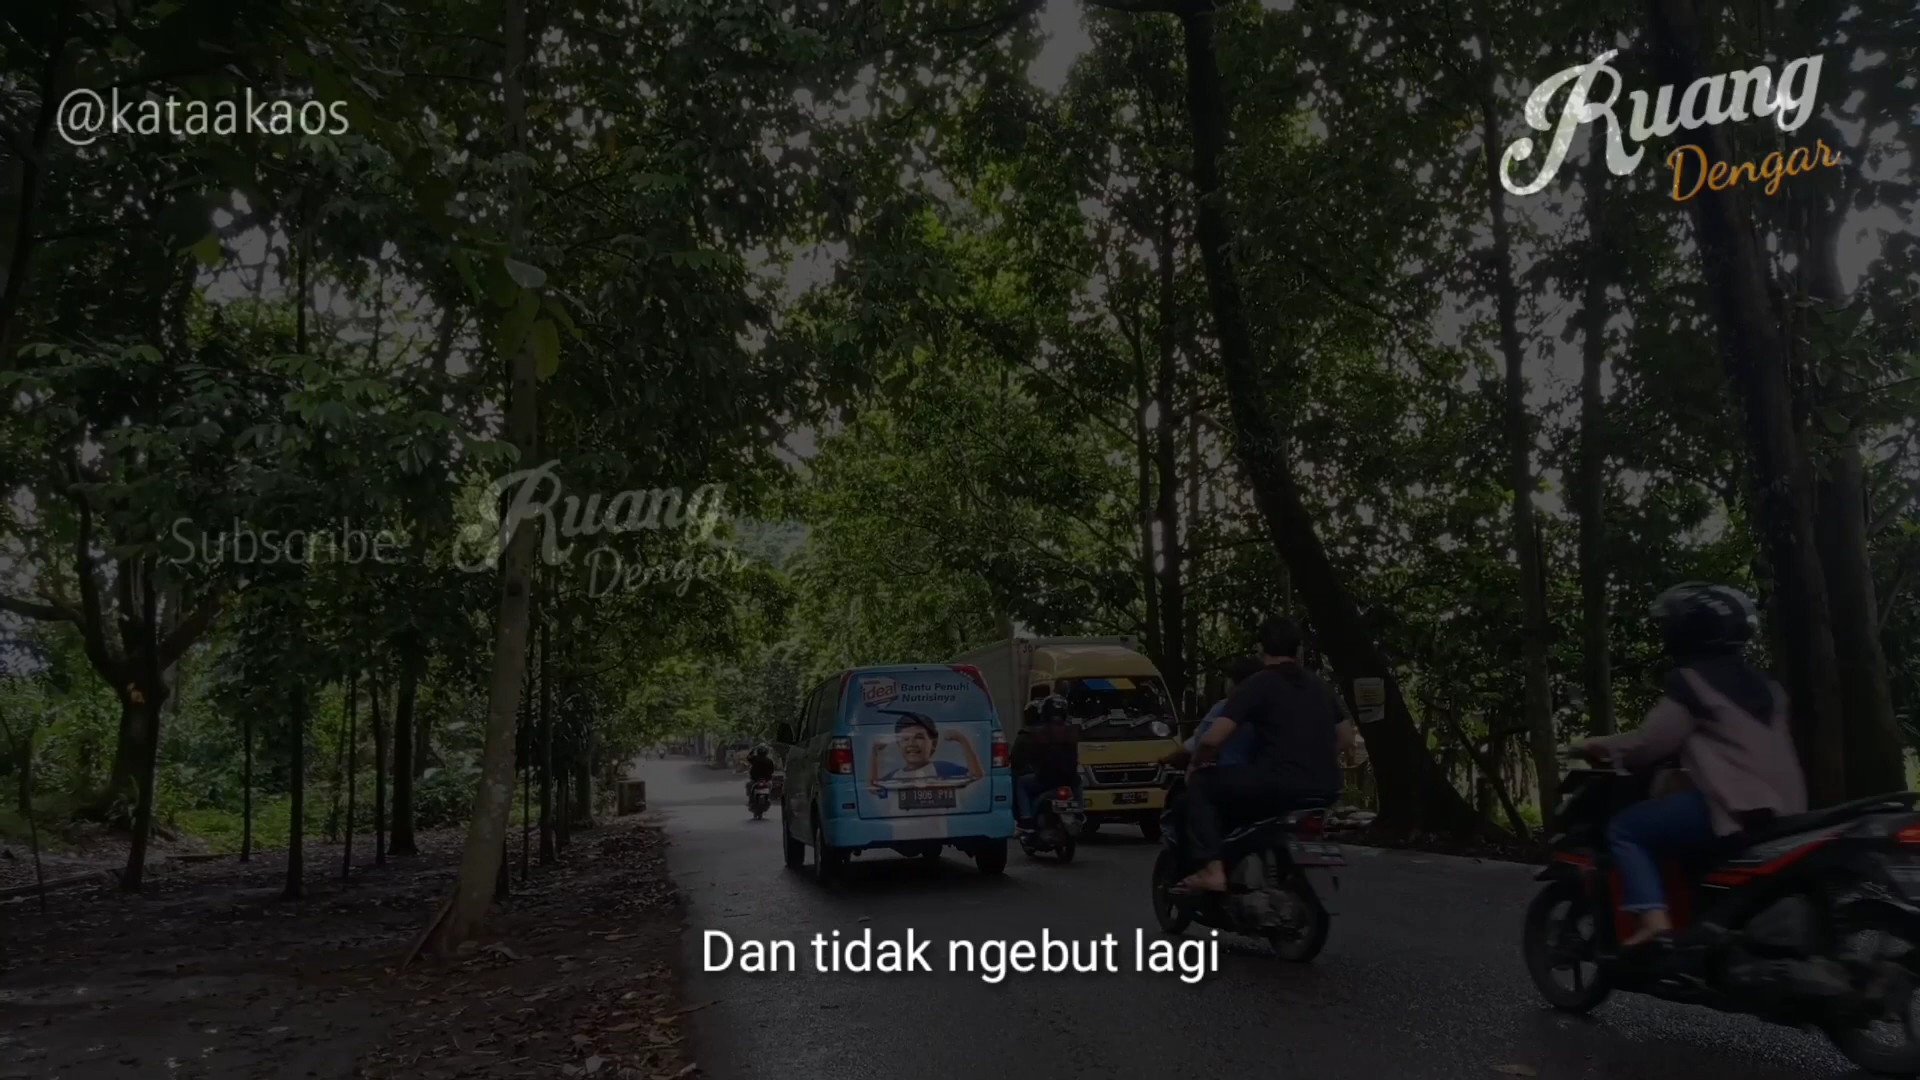 @kataakaos
Ruang
Dengar
Subscribe
Ruang
Dengar
ideal
Bantu Penuhi
Nutrisinya
Dan tidak ngebut lagi